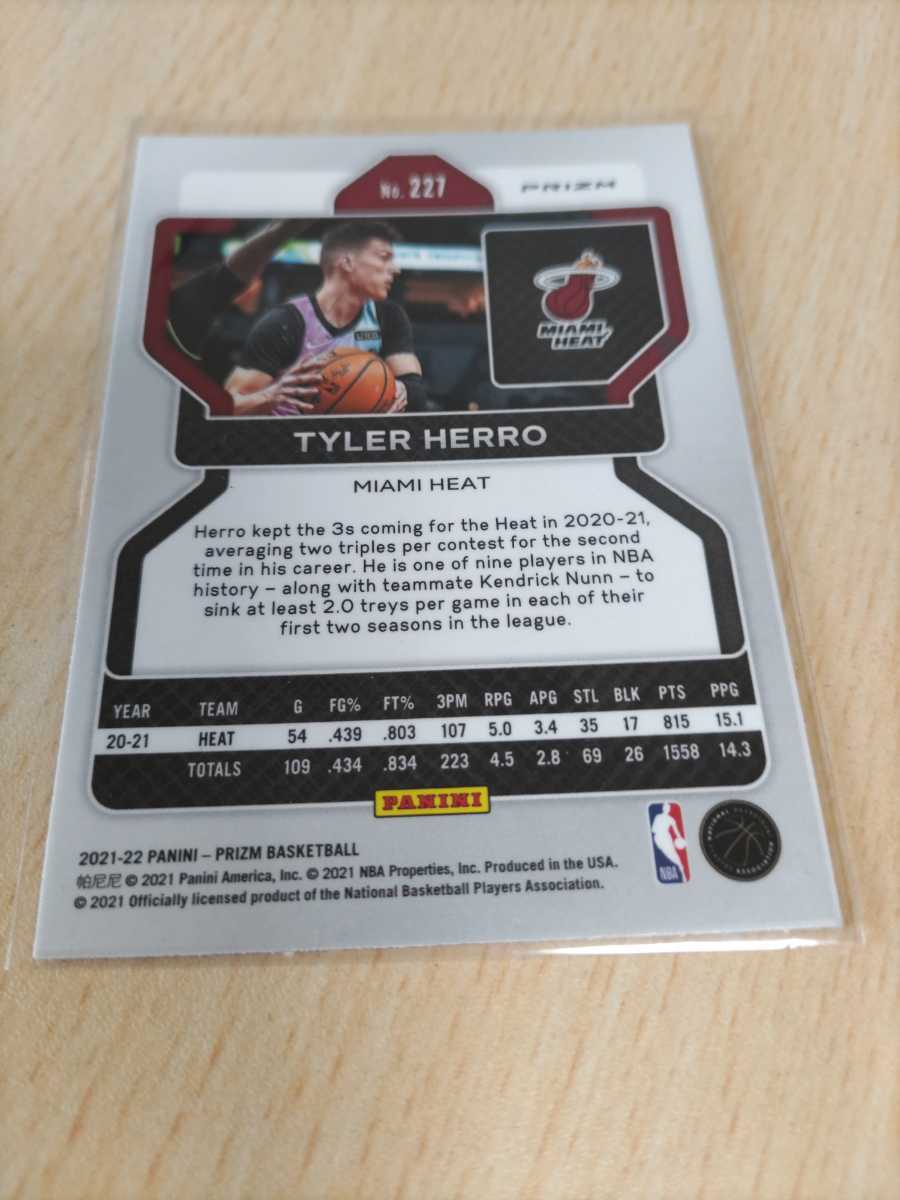 No. 227
PRIZM
MIAMI
HEAT
TYLER HERRO
MIAMI HEAT
Herro kept the 3s coming for the Heat in 2020-21,
averaging two triples per contest for the second
time in his career. He is one of nine players in NBA
history – along with teammate Kendrick Nunn – to
sink at least 2.0 treys per game in each of their
first two seasons in the league.
YEAR TEAM G FG% FT% 3PM RPG APG STL BLK PTS PPG
20-21 HEAT 54 .439 .803 107 5.0 3.4 35 17 815 15.1
TOTALS 109 .434 .834 223 4.5 2.8 69 26 1558 14.3
PANINI
2021-22 PANINI – PRIZM BASKETBALL
帕尼尼 © 2021 Panini America, Inc. © 2021 NBA Properties, Inc. Produced in the USA.
© 2021 Officially licensed product of the National Basketball Players Association.
NBA